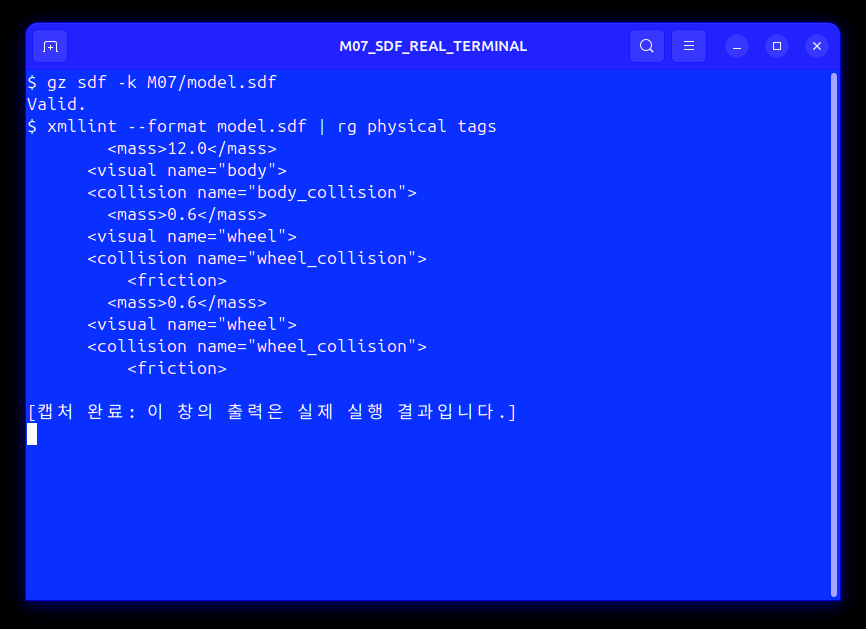 M07_SDF_REAL_TERMINAL
$ gz sdf -k M07/model.sdf
Valid.
$ xmllint --format model.sdf | rg physical tags
        <mass>12.0</mass>
      <visual name="body">
      <collision name="body_collision">
        <mass>0.6</mass>
      <visual name="wheel">
      <collision name="wheel_collision">
          <friction>
        <mass>0.6</mass>
      <visual name="wheel">
      <collision name="wheel_collision">
          <friction>
[캡처 완료: 이 창의 출력은 실제 실행 결과입니다.]